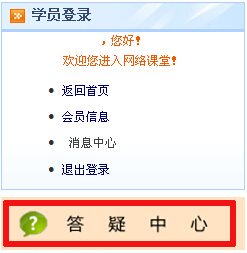 学员登录
，您好！
欢迎您进入网络课堂！
• 返回首页
• 会员信息
• 消息中心
• 退出登录
? 答 疑 中 心